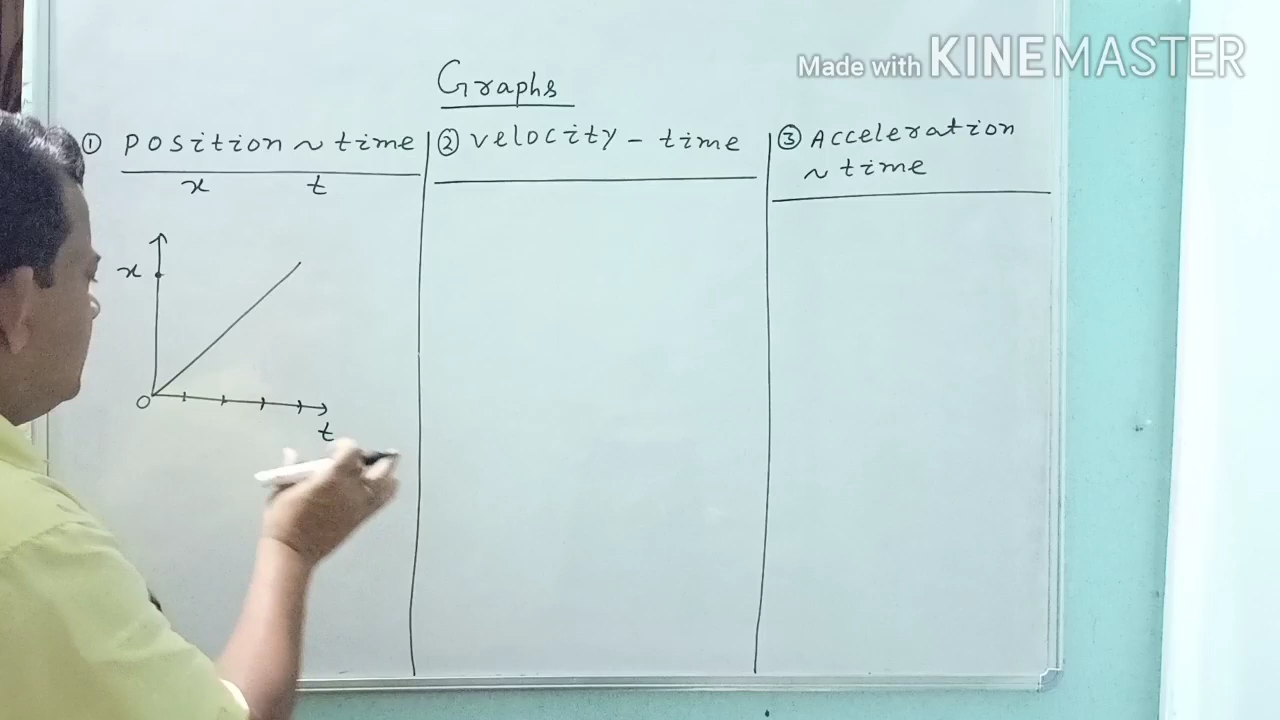 Made with KINEMASTER
Graphs
① Position ~ time
x t
x
O
t
② Velocity - time
③ Acceleration
~ time